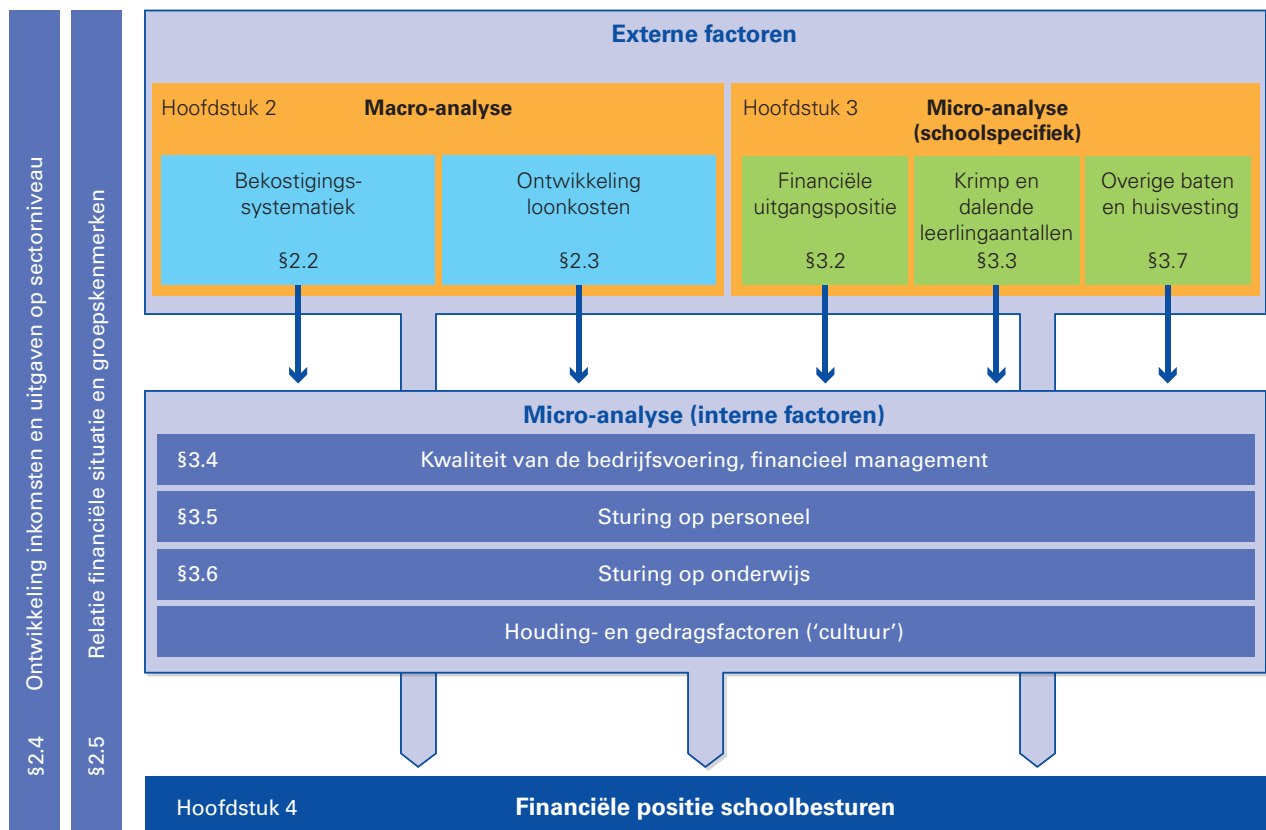 §2.4 Ontwikkeling inkomsten en uitgaven op sectorniveau
§2.5 Relatie financiële situatie en groepskenmerken
Externe factoren
Hoofdstuk 2 Macro-analyse
Bekostigings-
systematiek
§2.2
Ontwikkeling
loonkosten
§2.3
Hoofdstuk 3 Micro-analyse
(schoolspecifiek)
Financiële
uitgangspositie
§3.2
Krimp en
dalende
leerlingaantallen
§3.3
Overige baten
en huisvesting
§3.7
Micro-analyse (interne factoren)
§3.4 Kwaliteit van de bedrijfsvoering, financieel management
§3.5 Sturing op personeel
§3.6 Sturing op onderwijs
Houding- en gedragsfactoren (‘cultuur’)
Hoofdstuk 4 Financiële positie schoolbesturen